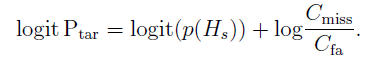 logit P_tar = logit(p(H_s)) + log C_miss / C_fa.